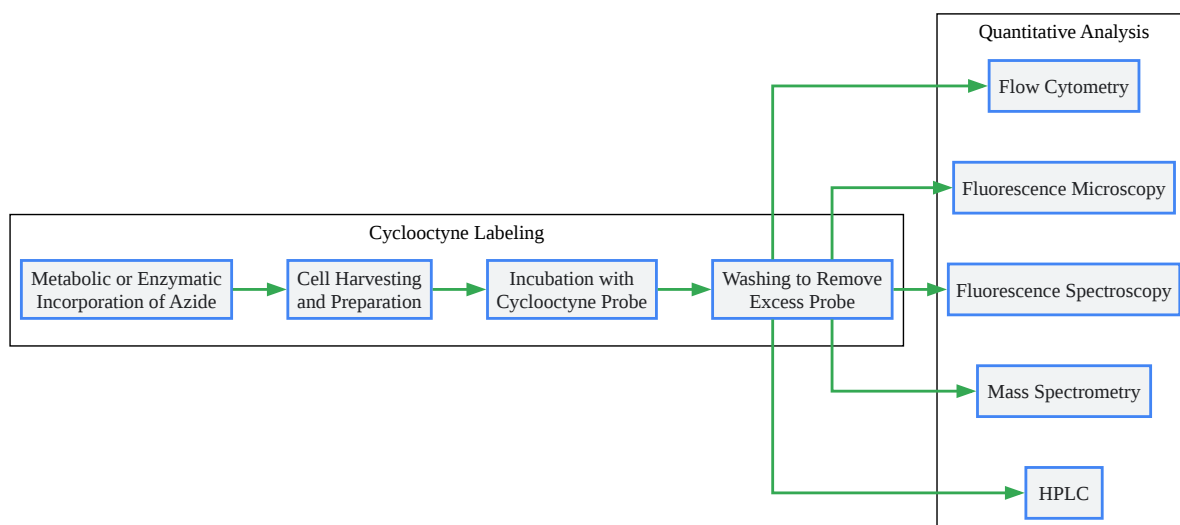 Quantitative Analysis
Flow Cytometry
Fluorescence Microscopy
Cyclooctyne Labeling
Metabolic or Enzymatic
Incorporation of Azide
Cell Harvesting
and Preparation
Incubation with
Cyclooctyne Probe
Washing to Remove
Excess Probe
Fluorescence Spectroscopy
Mass Spectrometry
HPLC